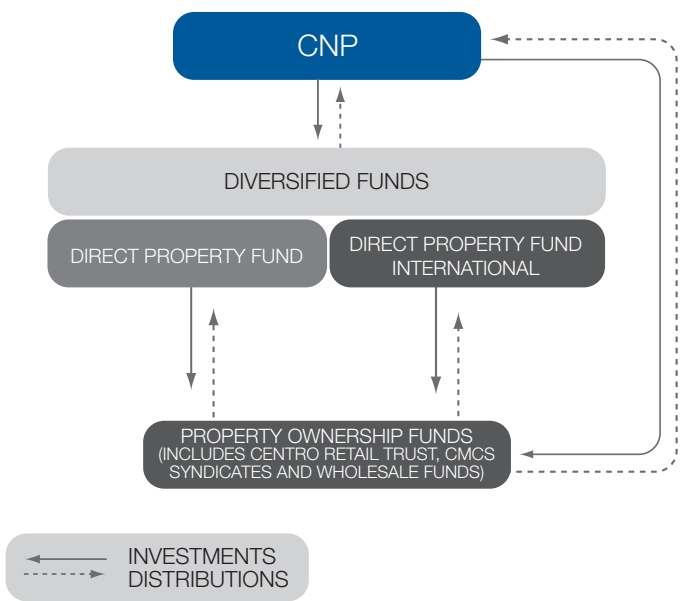 CNP
DIVERSIFIED FUNDS
DIRECT PROPERTY FUND
DIRECT PROPERTY FUND
INTERNATIONAL
PROPERTY OWNERSHIP FUNDS
(INCLUDES CENTRO RETAIL TRUST, CMCS
SYNDICATES AND WHOLESALE FUNDS)
INVESTMENTS
DISTRIBUTIONS